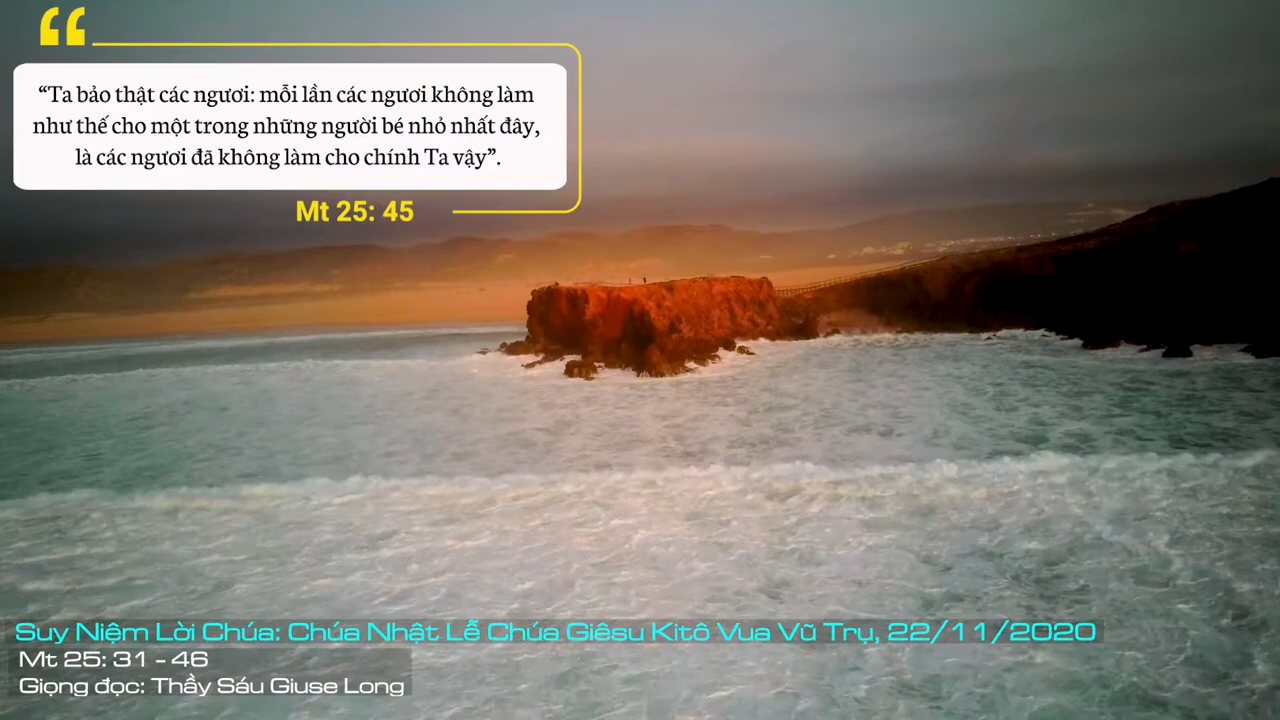 “Ta bảo thật các ngươi: mỗi lần các ngươi không làm
như thế cho một trong những người bé nhỏ nhất đây,
là các ngươi đã không làm cho chính Ta vậy”.
Mt 25: 45
Suy Niệm Lời Chúa: Chúa Nhật Lễ Chúa Giêsu Kitô Vua Vũ Trụ, 22/11/2020
Mt 25: 31 - 46
Giọng đọc: Thầy Sáu Giuse Long